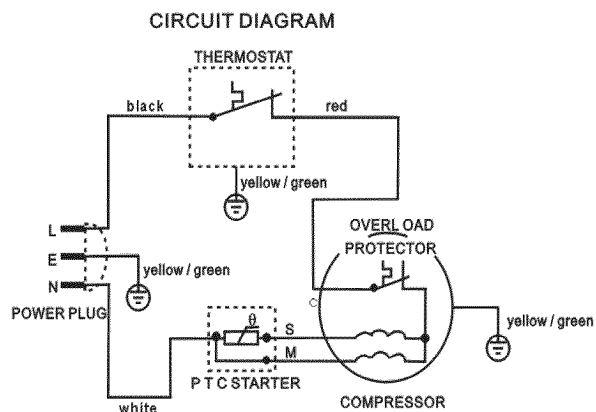 CIRCUIT DIAGRAM
THERMOSTAT
black
red
yellow / green
L
E
N
yellow / green
POWER PLUG
OVERLOAD
PROTECTOR
C
yellow / green
θ
S
M
P T C STARTER
COMPRESSOR
white